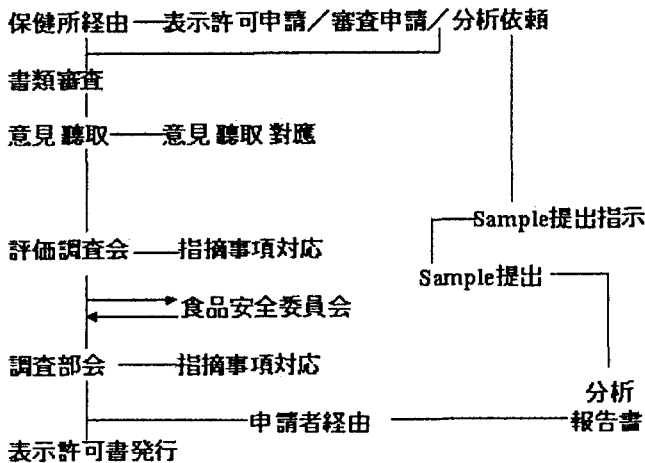 保健所経由 表示許可申請/審査申請/分析依頼
書類審査
意見聽取 意見聽取對應
Sample提出指示
評価調査会 指摘事項対応
Sample提出
食品安全委員会
調査部会 指摘事項対応
分析
申請者経由 報告書
表示許可書発行